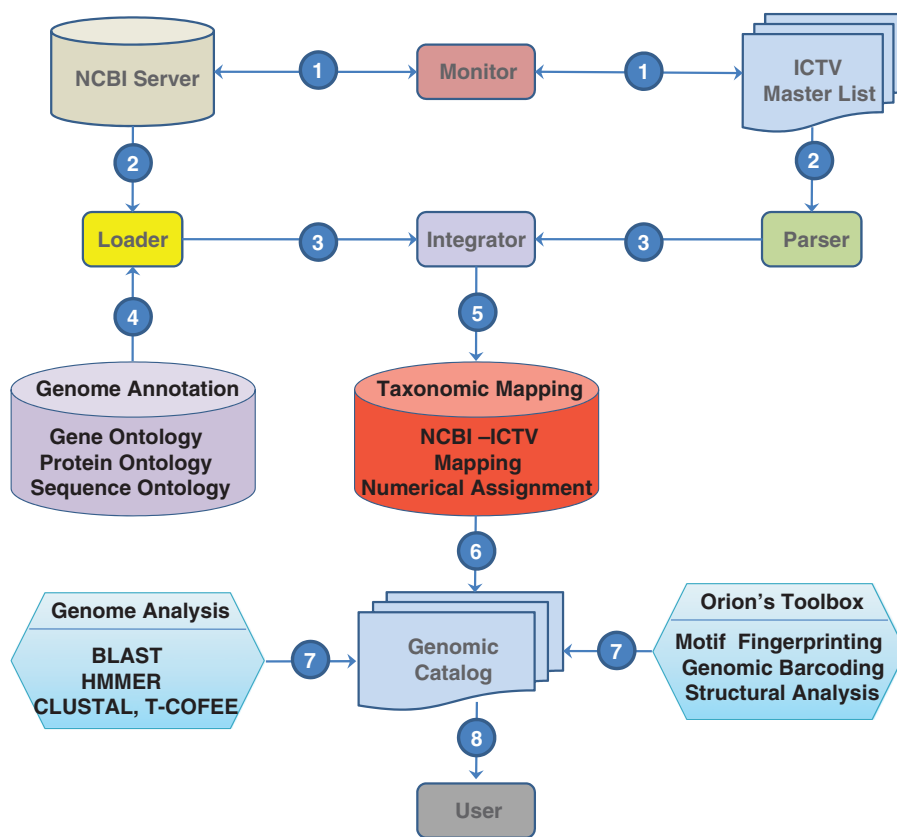 NCBI Server
1
Monitor
1
ICTV
Master List
2
2
Loader
3
Integrator
3
Parser
4
5
Genome Annotation
Gene Ontology
Protein Ontology
Sequence Ontology
Taxonomic Mapping
NCBI –ICTV
Mapping
Numerical Assignment
6
Genome Analysis
BLAST
HMMER
CLUSTAL, T-COFEE
7
Genomic
Catalog
7
Orion's Toolbox
Motif Fingerprinting
Genomic Barcoding
Structural Analysis
8
User